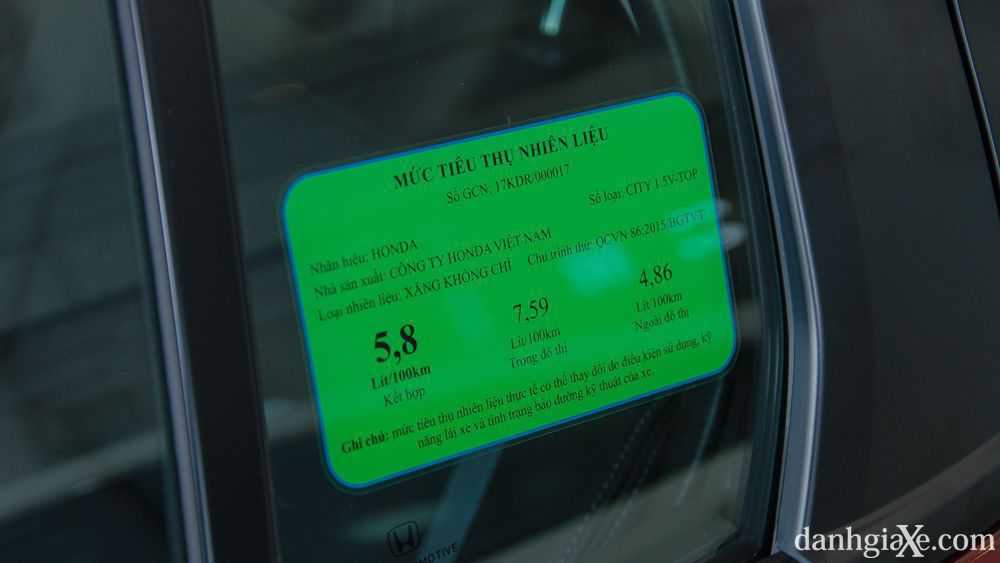 MỨC TIÊU THỤ NHIÊN LIỆU
Số GCN; 17KDR/000017
Nhãn hiệu: HONDA
Số loại: CITY 1.5V-TOP
Nhà sản xuất: CÔNG TY HONDA VIỆT NAM
Loại nhiên liệu: XĂNG KHÔNG CHÌ
Chu trình thử: QCVN 86:2015/BGTVT
5,8
Lít/100km
Kết hợp
7,59
Lít/100km
Trong đô thị
4,86
Lít/100km
Ngoài đô thị
Ghi chú: mức tiêu thụ nhiên liệu thực tế có thể thay đổi do điều kiện sử dụng, kỹ
năng lái xe và tình trạng bảo dưỡng kỹ thuật của xe.
danhgiaXe.com